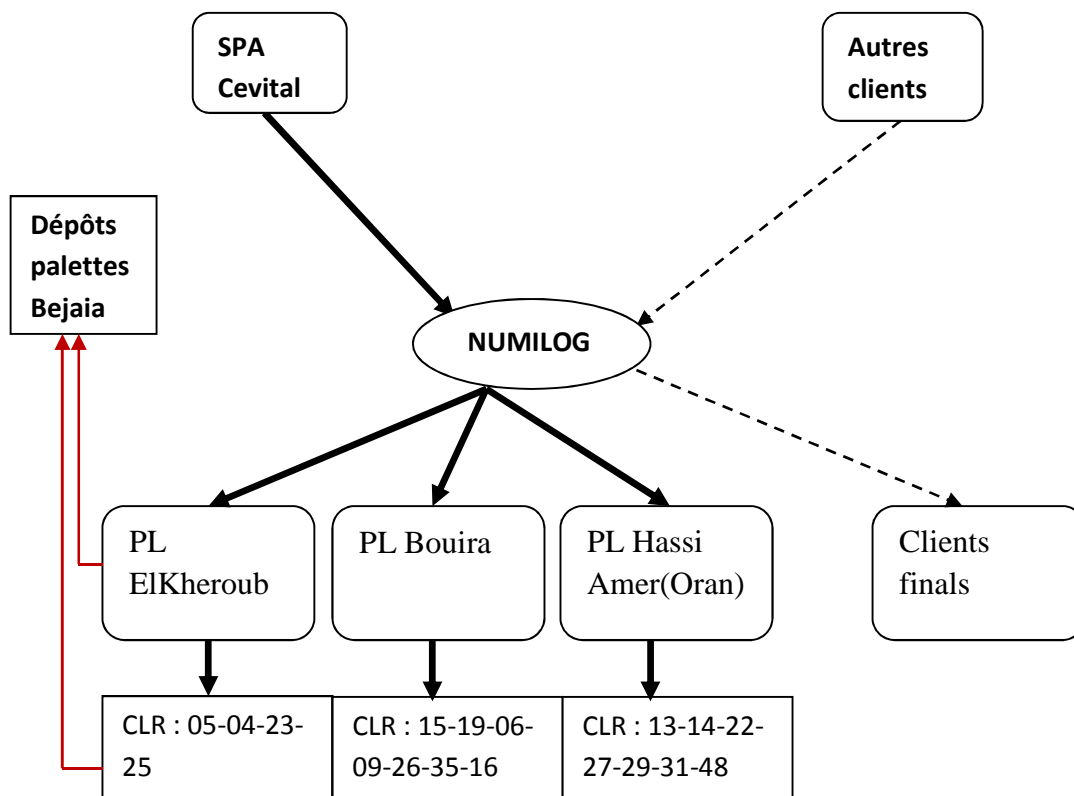 SPA
Cevital
Autres
clients
Dépôts
palettes
Bejaia
NUMILOG
PL
ElKheroub
PL Bouira
PL Hassi
Amer(Oran)
Clients
finals
CLR : 05-04-23-
25
CLR : 15-19-06-
09-26-35-16
CLR : 13-14-22-
27-29-31-48